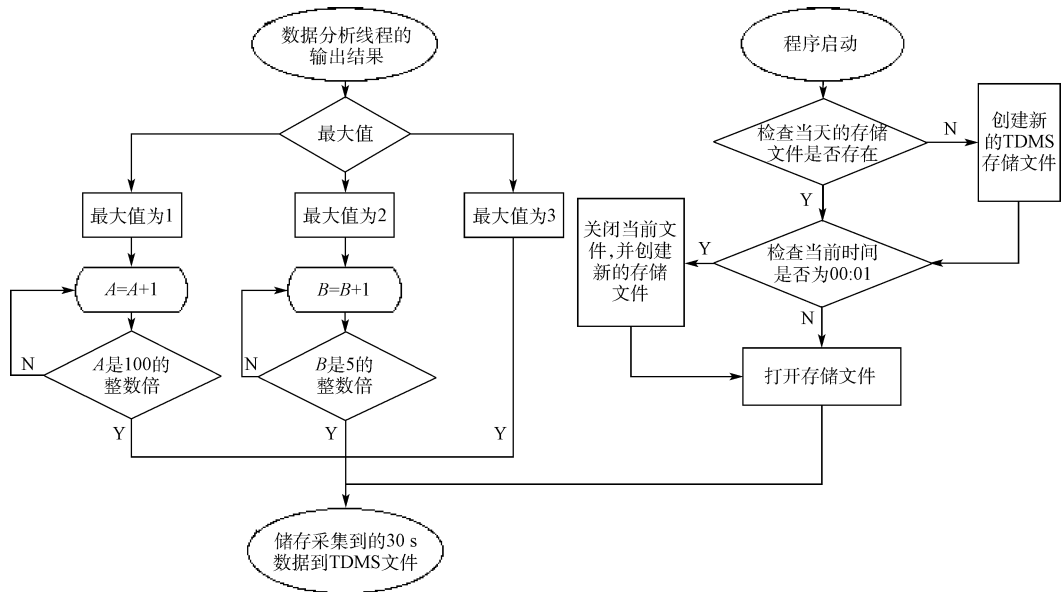 数据分析线程的
输出结果
最大值
最大值为1
最大值为2
最大值为3
A=A+1
B=B+1
N
A是100的
整数倍
N
B是5的
整数倍
Y
Y
Y
储存采集到的30 s
数据到TDMS文件
程序启动
检查当天的存储
文件是否存在
N
创建新
的TDMS
存储文件
Y
检查当前时间
是否为00:01
Y
关闭当前文
件,并创建
新的存储
文件
N
打开存储文件